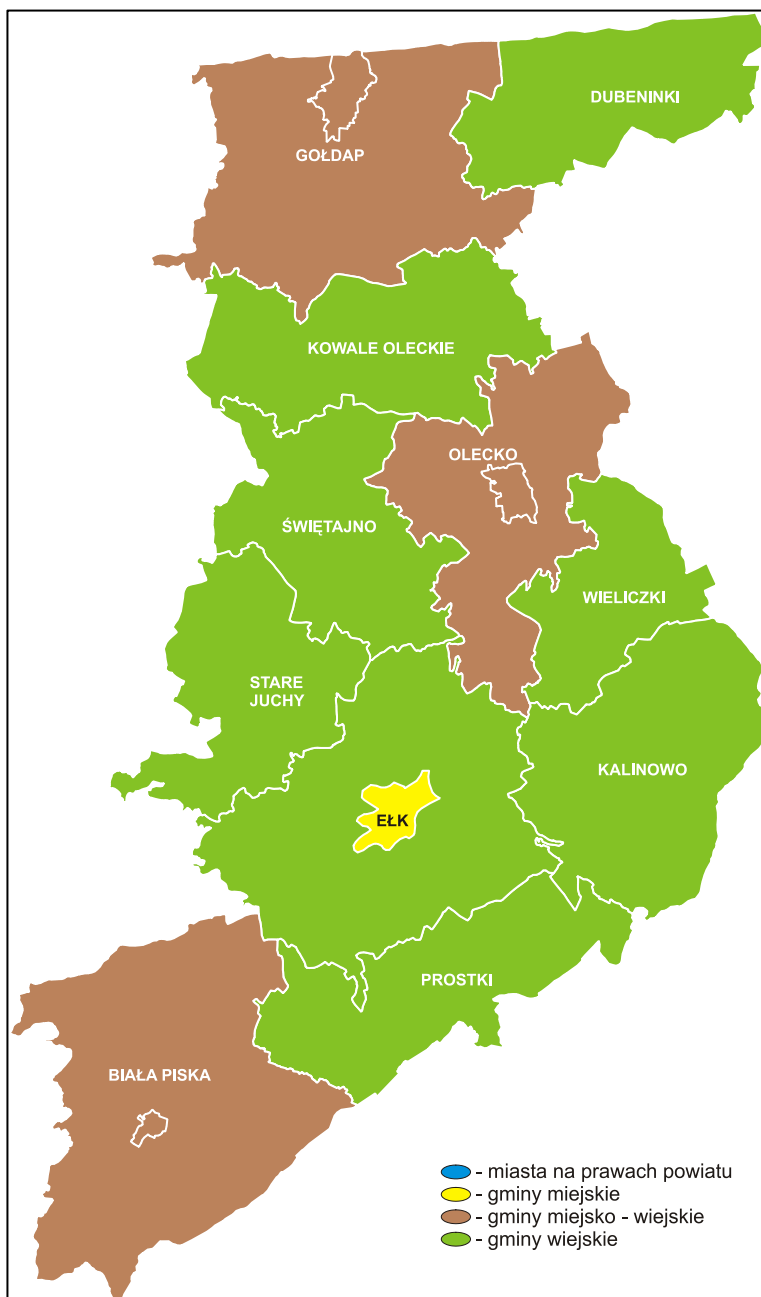 DUBENINKI
GOŁDAP
KOWALE OLECKIE
OLECKO
ŚWIĘTAJNO
WIELICZKI
STARE
JUCHY
KALINOWO
EŁK
PROSTKI
BIAŁA PISKA
- miasta na prawach powiatu
- gminy miejskie
- gminy miejsko - wiejskie
- gminy wiejskie